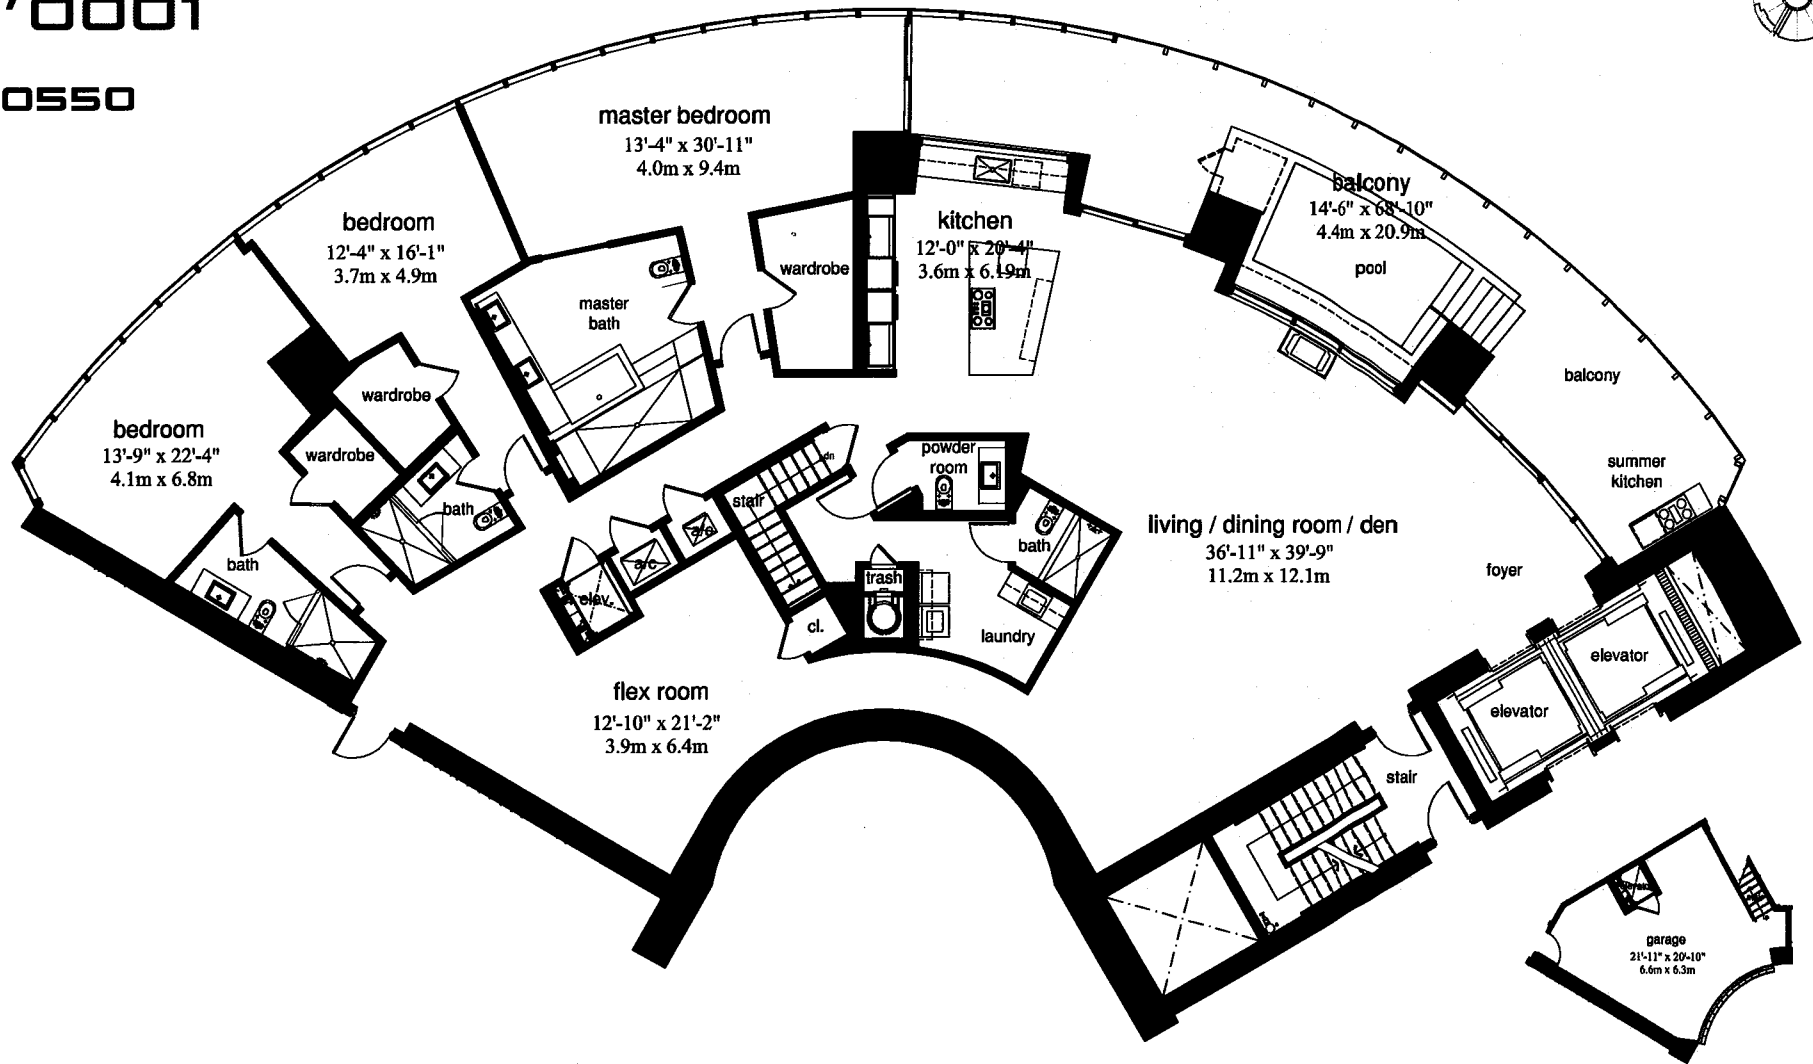 0001
0550
master bedroom
13'-4" x 30'-11"
4.0m x 9.4m
bedroom
12'-4" x 16'-1"
3.7m x 4.9m
bedroom
13'-9" x 22'-4"
4.1m x 6.8m
kitchen
12'-0" x 20'-4"
3.6m x 6.19m
balcony
14'-6" x 68'-10"
4.4m x 20.9m
pool
wardrobe
master
bath
wardrobe
wardrobe
bath
bath
balcony
summer
kitchen
powder
room
dn
stair
a/c
a/c
elev.
trash
cl.
bath
laundry
living / dining room / den
36'-11" x 39'-9"
11.2m x 12.1m
foyer
elevator
elevator
stair
flex room
12'-10" x 21'-2"
3.9m x 6.4m
garage
21'-11" x 20'-10"
6.6m x 6.3m